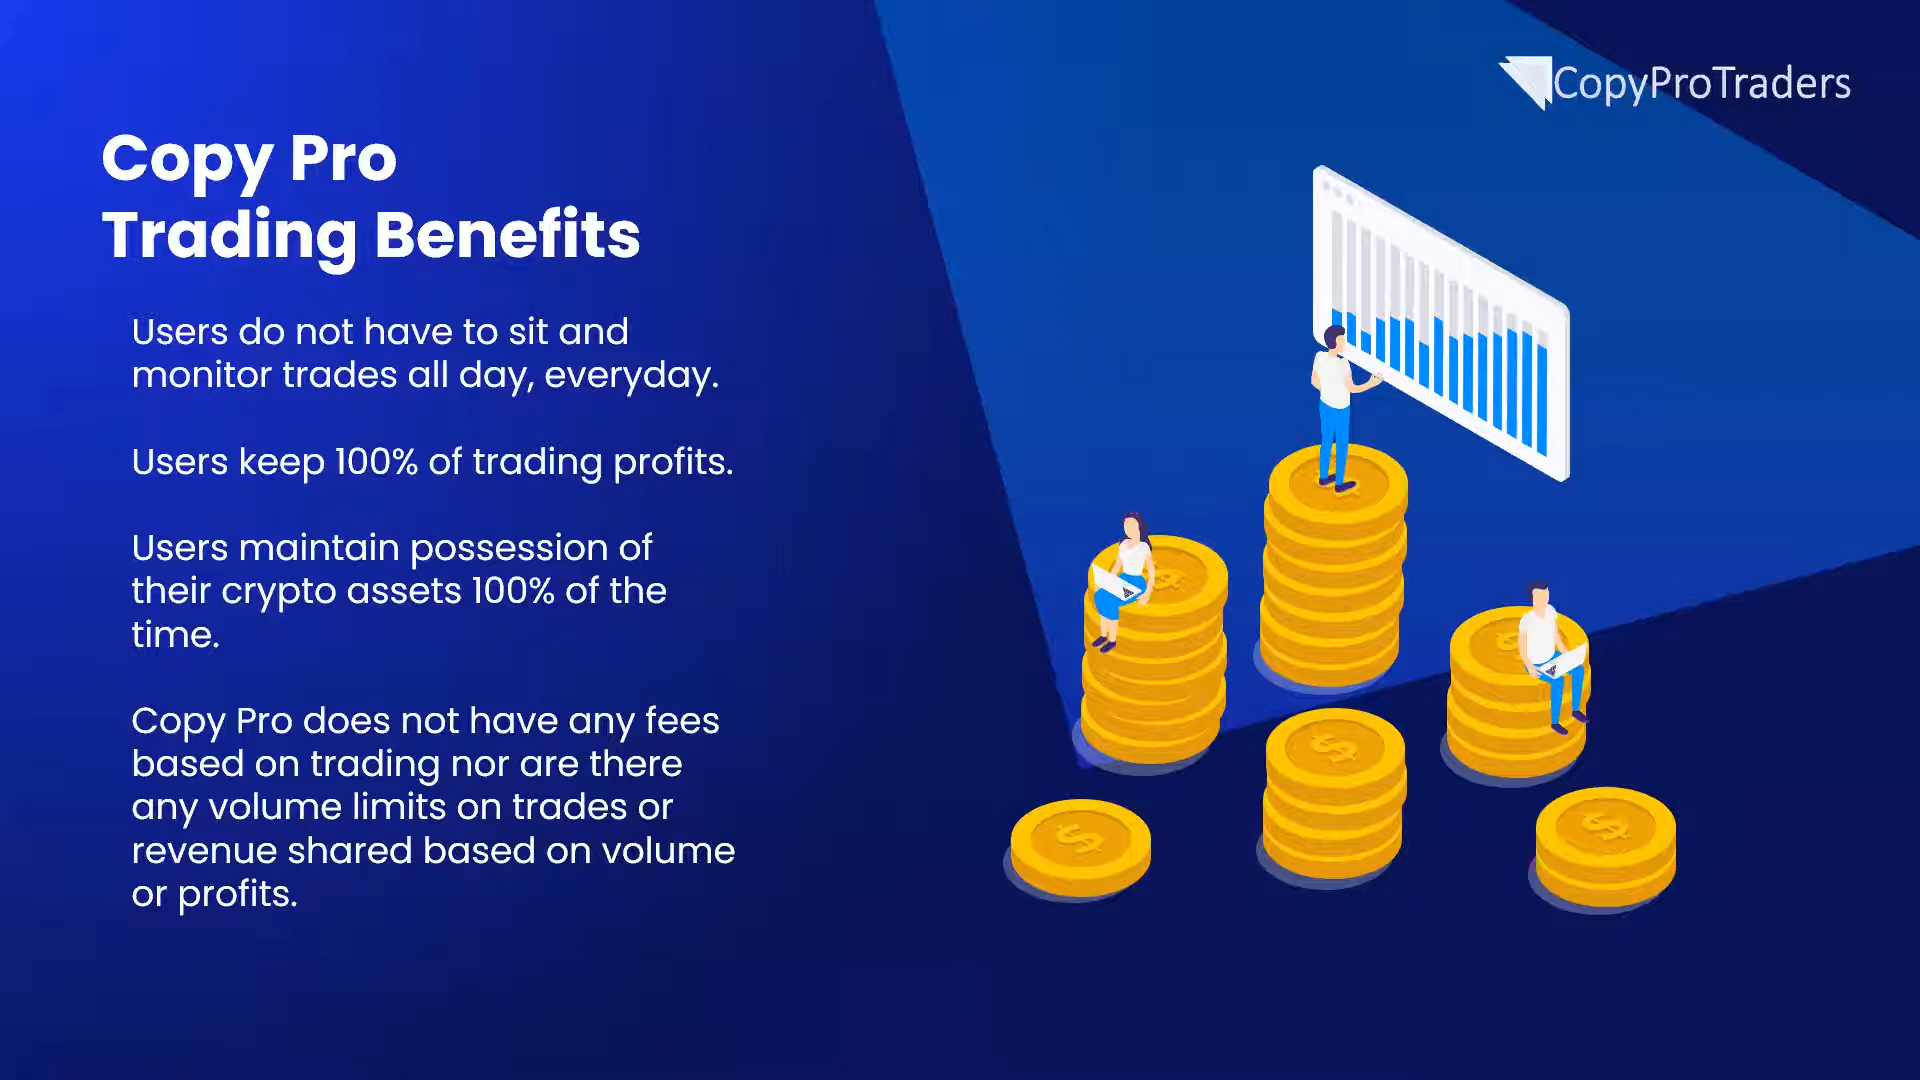 CopyProTraders
Copy Pro
Trading Benefits
Users do not have to sit and
monitor trades all day, everyday.
Users keep 100% of trading profits.
Users maintain possession of
their crypto assets 100% of the
time.
Copy Pro does not have any fees
based on trading nor are there
any volume limits on trades or
revenue shared based on volume
or profits.